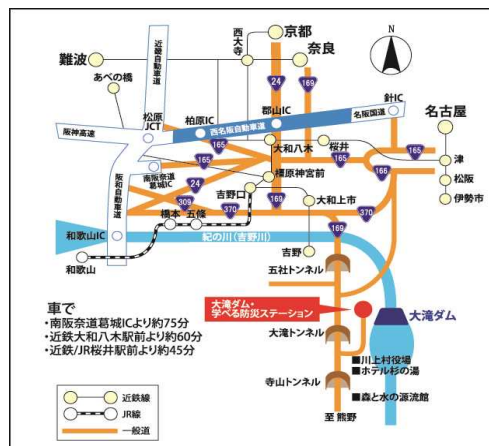 N
京都
西大寺
奈良
難波
近畿自動車道
あべの橋
24
169
針IC
松原JCT
柏原IC
郡山IC
名阪国道
名古屋
西名阪自動車道
阪神高速
165
大和八木
桜井
165
165
津
南阪奈道葛城IC
165
橿原神宮前
166
松阪
阪和自動車道
24
吉野口
大和上市
伊勢市
309
370
169
370
橋本
五條
和歌山IC
紀の川(吉野川)
169
和歌山
吉野
五社トンネル
車で
・南阪奈道葛城ICより約75分
・近鉄大和八木駅前より約60分
・近鉄/JR桜井駅前より約45分
大滝ダム・
学べる防災ステーション
大滝ダム
大滝トンネル
■川上村役場
■ホテル杉の湯
寺山トンネル
■森と水の源流館
至 熊野
近鉄線
JR線
一般道